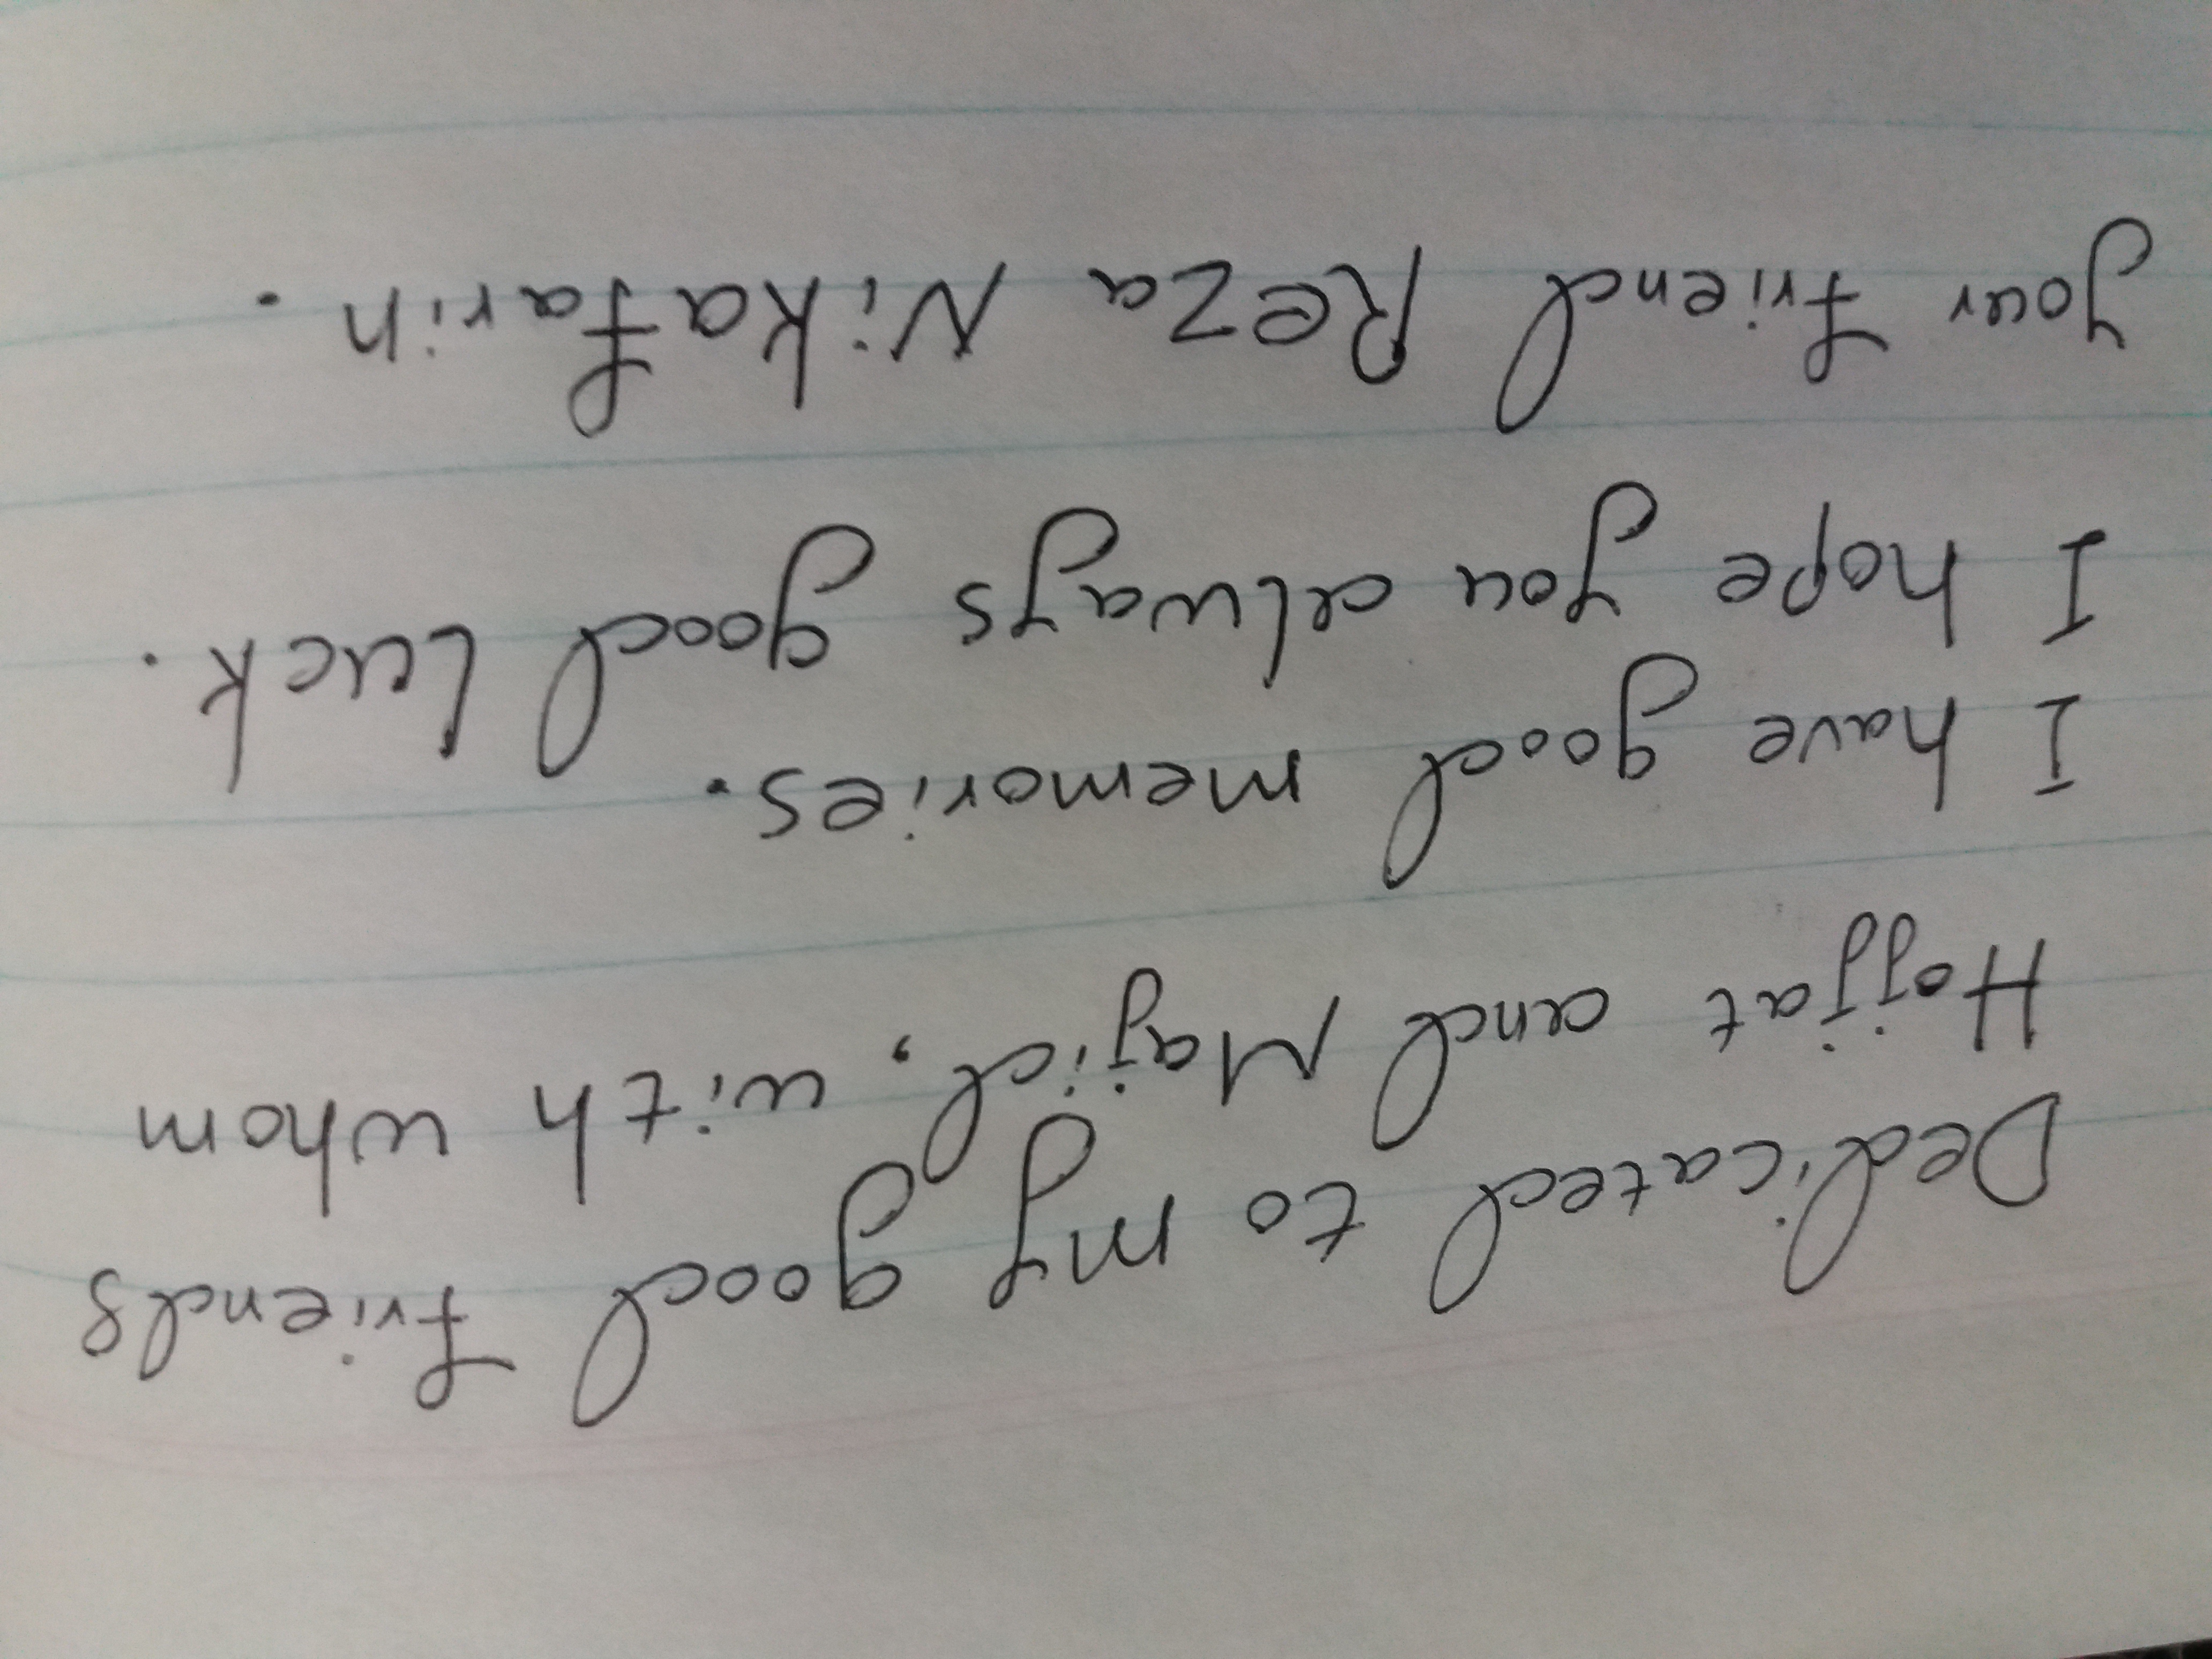 Dedicated to my good friends
Hojjat and Majid, with whom
I have good memories.
I hope you always good luck.
your friend Reza Nikafarin.